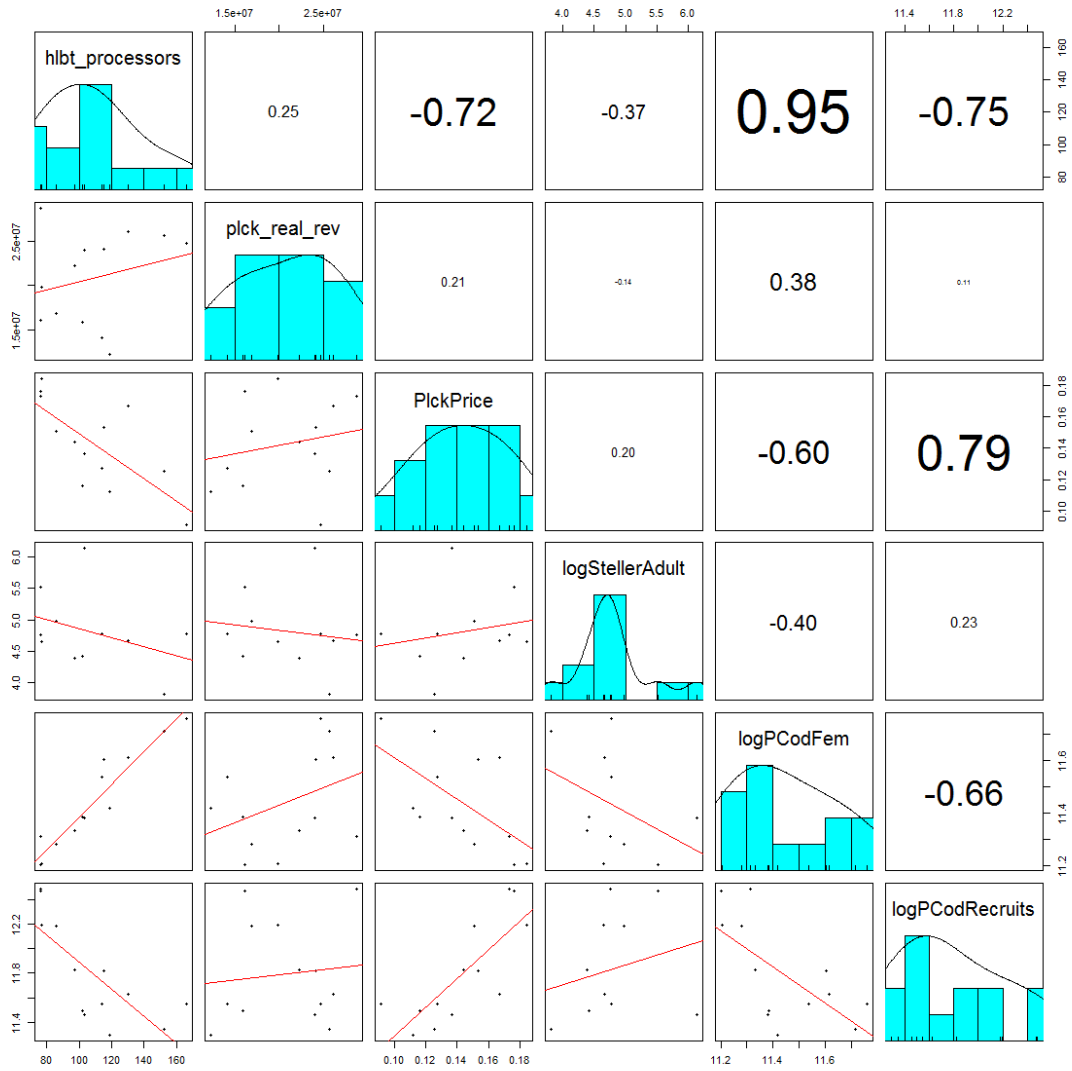 1.5e+07 2.5e+07 4.0 4.5 5.0 5.5 6.0 11.4 11.8 12.2
hlbt_processors 0.25 -0.72 -0.37 0.95 -0.75
80 100 120 140 160
1.5e+07 2.5e+07
plck_real_rev 0.21 -0.14 0.38 0.11
PlckPrice 0.20 -0.60 0.79
0.10 0.12 0.14 0.16 0.18
4.0 4.5 5.0 5.5 6.0
logStellerAdult -0.40 0.23
logPCodFem -0.66
11.2 11.4 11.6
11.4 11.8 12.2
logPCodRecruits
80 100 120 140 160 0.10 0.12 0.14 0.16 0.18 11.2 11.4 11.6